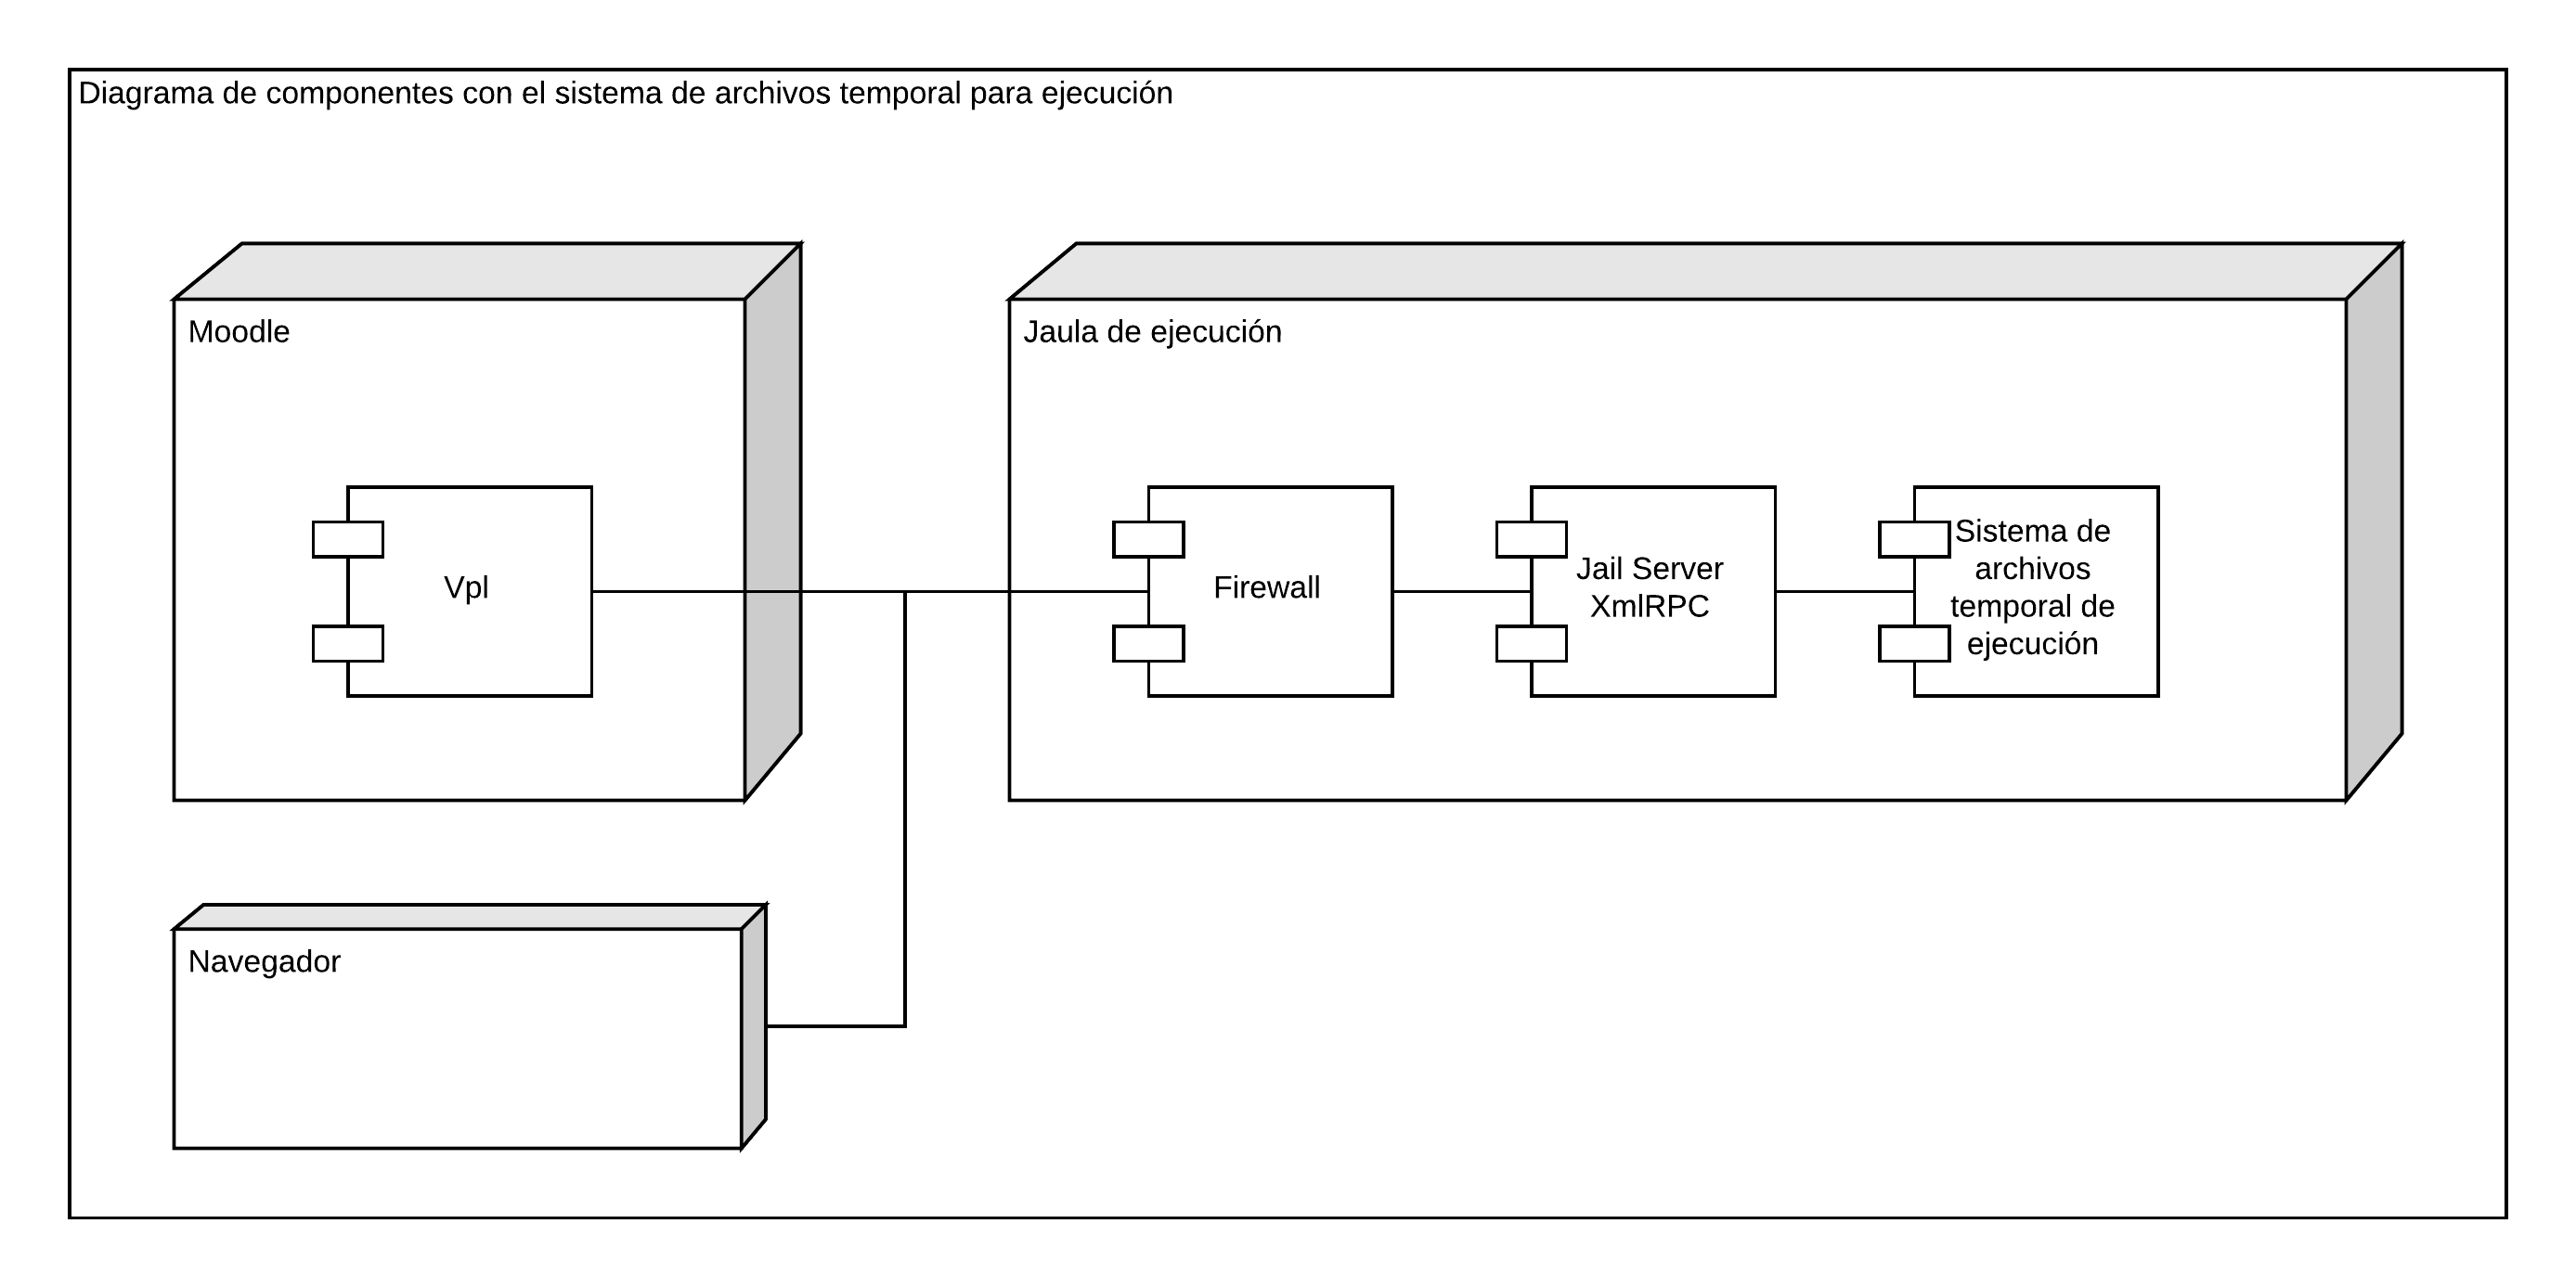 Diagrama de componentes con el sistema de archivos temporal para ejecución
Moodle
Jaula de ejecución
Vpl
Firewall
Jail Server
XmlRPC
Sistema de
archivos
temporal de
ejecución
Navegador